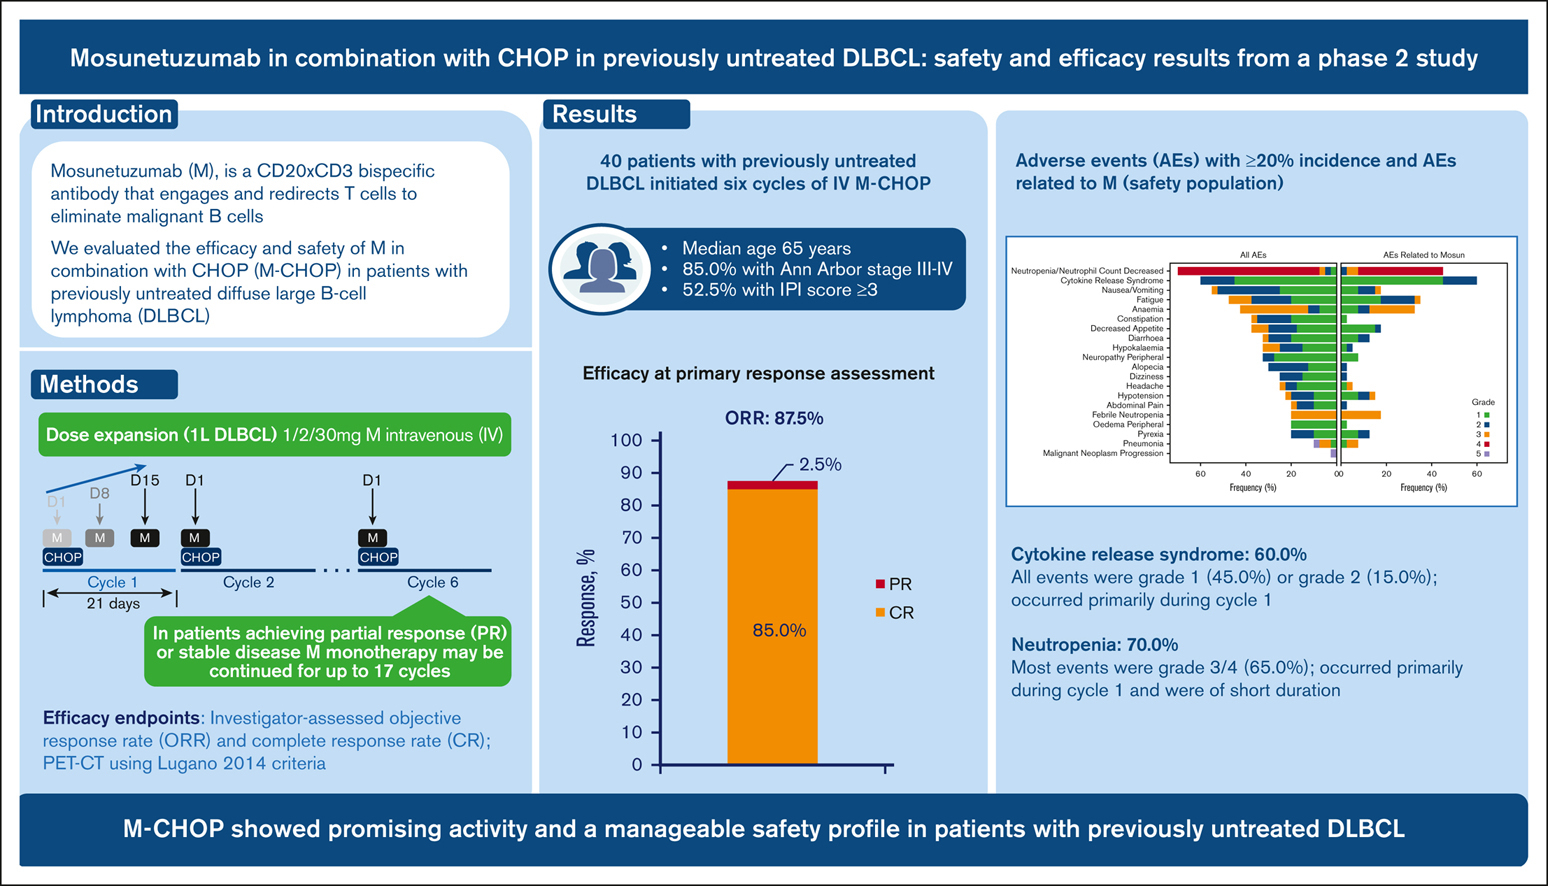 Mosunetuzumab in combination with CHOP in previously untreated DLBCL: safety and efficacy results from a phase 2 study
Introduction
Mosunetuzumab (M), is a CD20xCD3 bispecific
antibody that engages and redirects T cells to
eliminate malignant B cells
We evaluated the efficacy and safety of M in
combination with CHOP (M-CHOP) in patients with
previously untreated diffuse large B-cell
lymphoma (DLBCL)
Methods
Dose expansion (1L DLBCL) 1/2/30mg M intravenous (IV)
D1 D8 D15 D1 D1
M M M M M
CHOP CHOP CHOP
Cycle 1 Cycle 2 Cycle 6
21 days
In patients achieving partial response (PR)
or stable disease M monotherapy may be
continued for up to 17 cycles
Efficacy endpoints: Investigator-assessed objective
response rate (ORR) and complete response rate (CR);
PET-CT using Lugano 2014 criteria
Results
40 patients with previously untreated
DLBCL initiated six cycles of IV M-CHOP
• Median age 65 years
• 85.0% with Ann Arbor stage III-IV
• 52.5% with IPI score ≥3
Efficacy at primary response assessment
ORR: 87.5%
2.5%
85.0%
Response, %
100
90
80
70
60
50
40
30
20
10
0
PR
CR
Adverse events (AEs) with ≥20% incidence and AEs
related to M (safety population)
All AEs AEs Related to Mosun
Neutropenia/Neutrophil Count Decreased
Cytokine Release Syndrome
Nausea/Vomiting
Fatigue
Anaemia
Constipation
Decreased Appetite
Diarrhoea
Hypokalaemia
Neuropathy Peripheral
Alopecia
Dizziness
Headache
Hypotension
Abdominal Pain
Febrile Neutropenia
Oedema Peripheral
Pyrexia
Pneumonia
Malignant Neoplasm Progression
Grade
1
2
3
4
5
60 40 20 0 0 20 40 60
Frequency (%) Frequency (%)
Cytokine release syndrome: 60.0%
All events were grade 1 (45.0%) or grade 2 (15.0%);
occurred primarily during cycle 1
Neutropenia: 70.0%
Most events were grade 3/4 (65.0%); occurred primarily
during cycle 1 and were of short duration
M-CHOP showed promising activity and a manageable safety profile in patients with previously untreated DLBCL